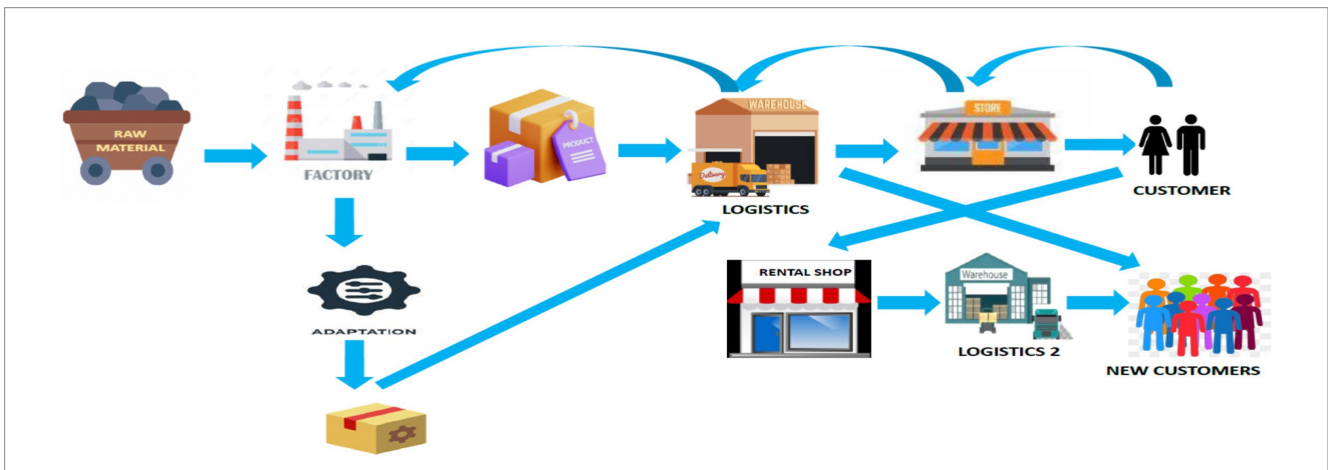 RAW
MATERIAL
FACTORY
PRODUCT
WAREHOUSE
Delivery
LOGISTICS
STORE
CUSTOMER
ADAPTATION
RENTAL SHOP
Warehouse
LOGISTICS 2
NEW CUSTOMERS